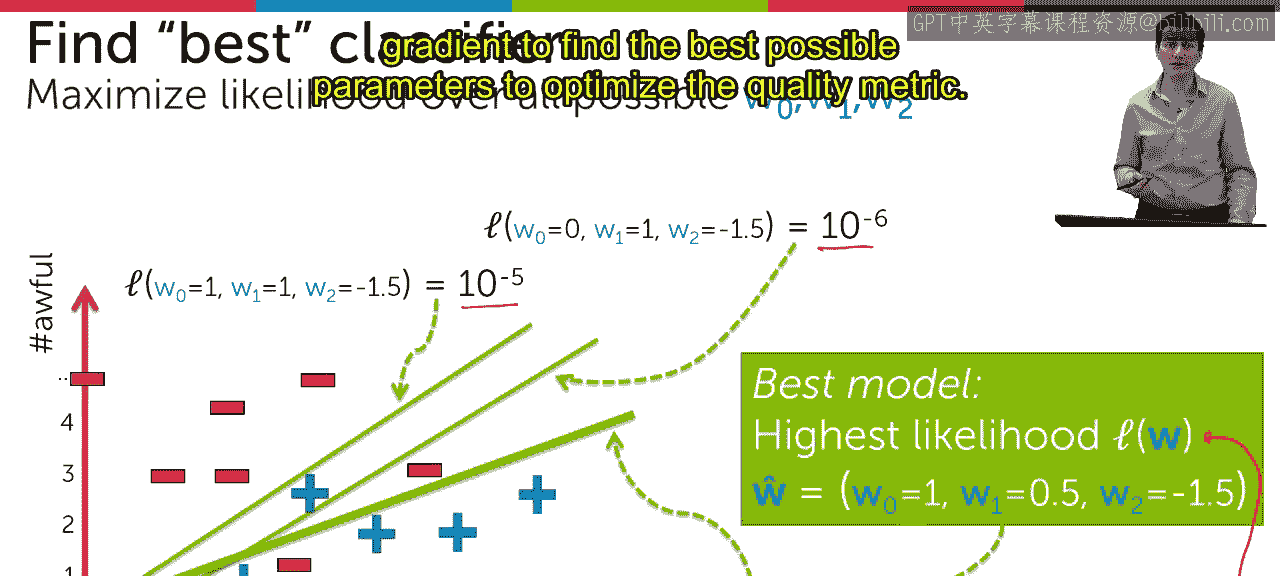 GPT中英字幕课程资源@bilibili.com
Find "best" classifier
gradient to find the best possible
parameters to optimize the quality metric.
Maximize likelihood over all possible w0,w1,w2
ℓ(w0=0, w1=1, w2=-1.5) = 10^-6
ℓ(w0=1, w1=1, w2=-1.5) = 10^-5
#awful
...
4
3
2
1
Best model:
Highest likelihood ℓ(w)
ŵ = (w0=1, w1=0.5, w2=-1.5)